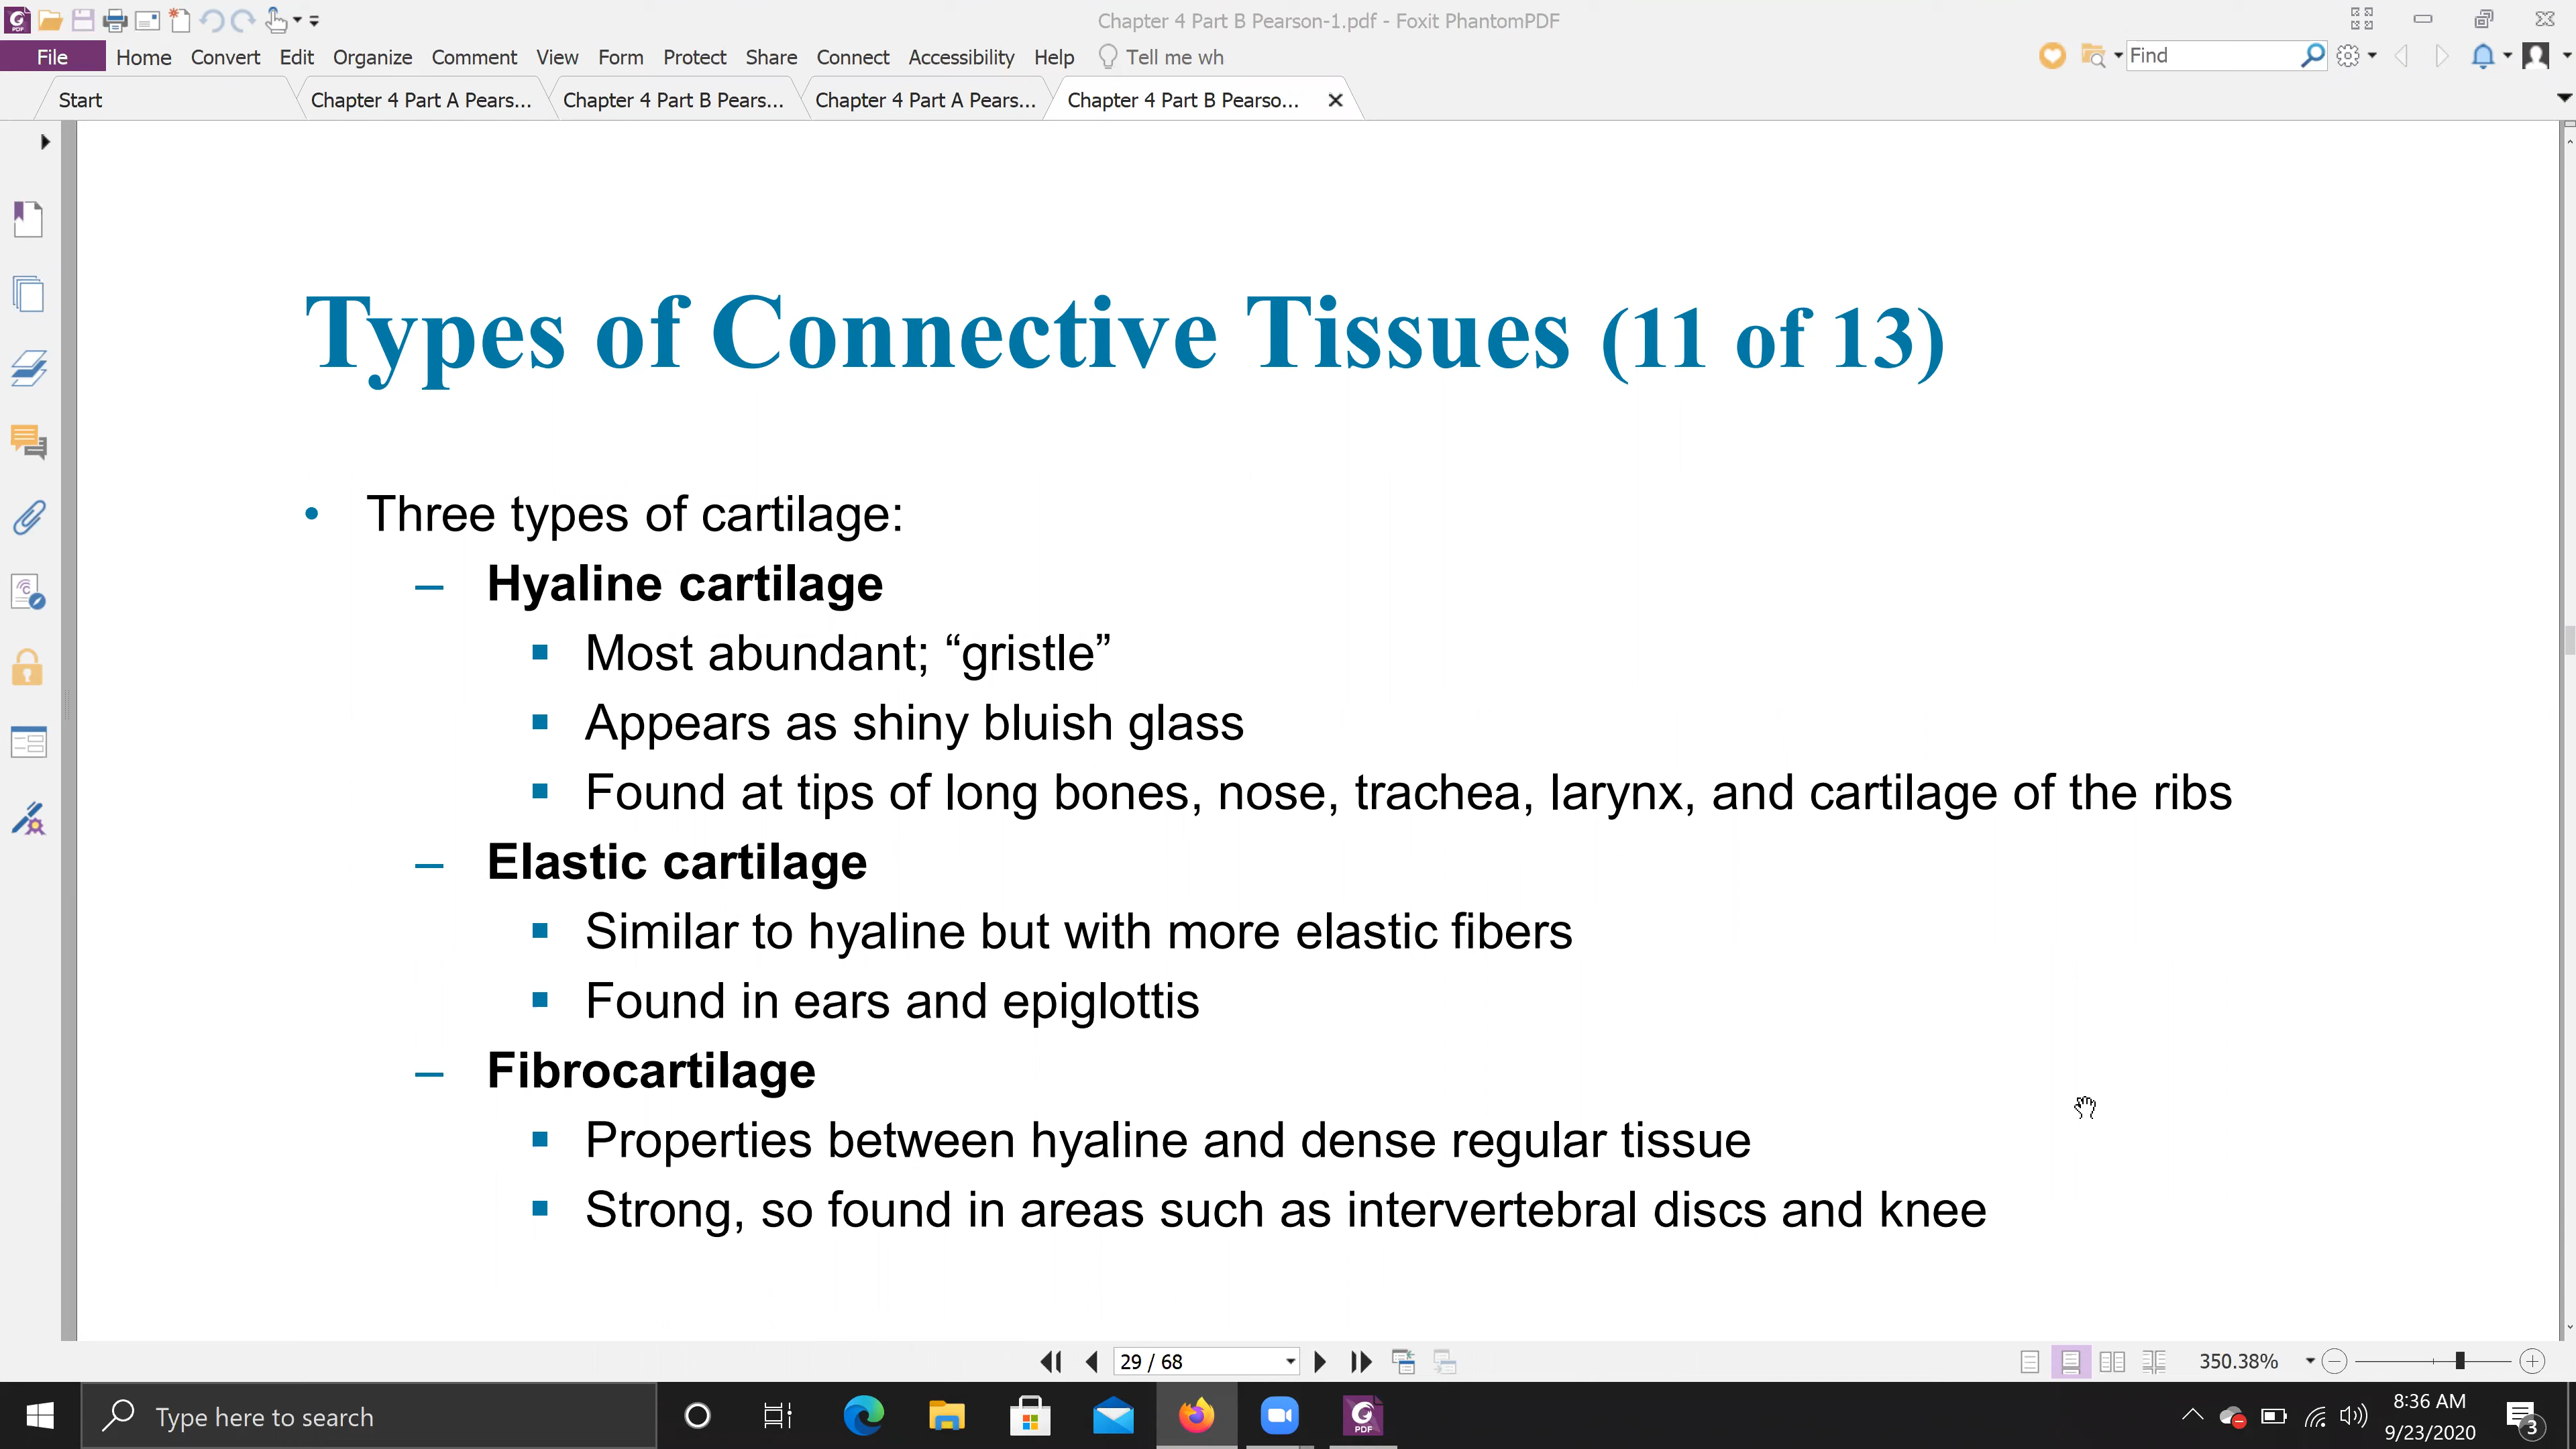 Chapter 4 Part B Pearson-1.pdf - Foxit PhantomPDF
File Home Convert Edit Organize Comment View Form Protect Share Connect Accessibility Help Tell me wh Find
Start Chapter 4 Part A Pears... Chapter 4 Part B Pears... Chapter 4 Part A Pears... Chapter 4 Part B Pearso...
Types of Connective Tissues (11 of 13)
• Three types of cartilage:
– Hyaline cartilage
▪ Most abundant; “gristle”
▪ Appears as shiny bluish glass
▪ Found at tips of long bones, nose, trachea, larynx, and cartilage of the ribs
– Elastic cartilage
▪ Similar to hyaline but with more elastic fibers
▪ Found in ears and epiglottis
– Fibrocartilage
▪ Properties between hyaline and dense regular tissue
▪ Strong, so found in areas such as intervertebral discs and knee
29 / 68 350.38%
Type here to search
PDF
8:36 AM
9/23/2020
3